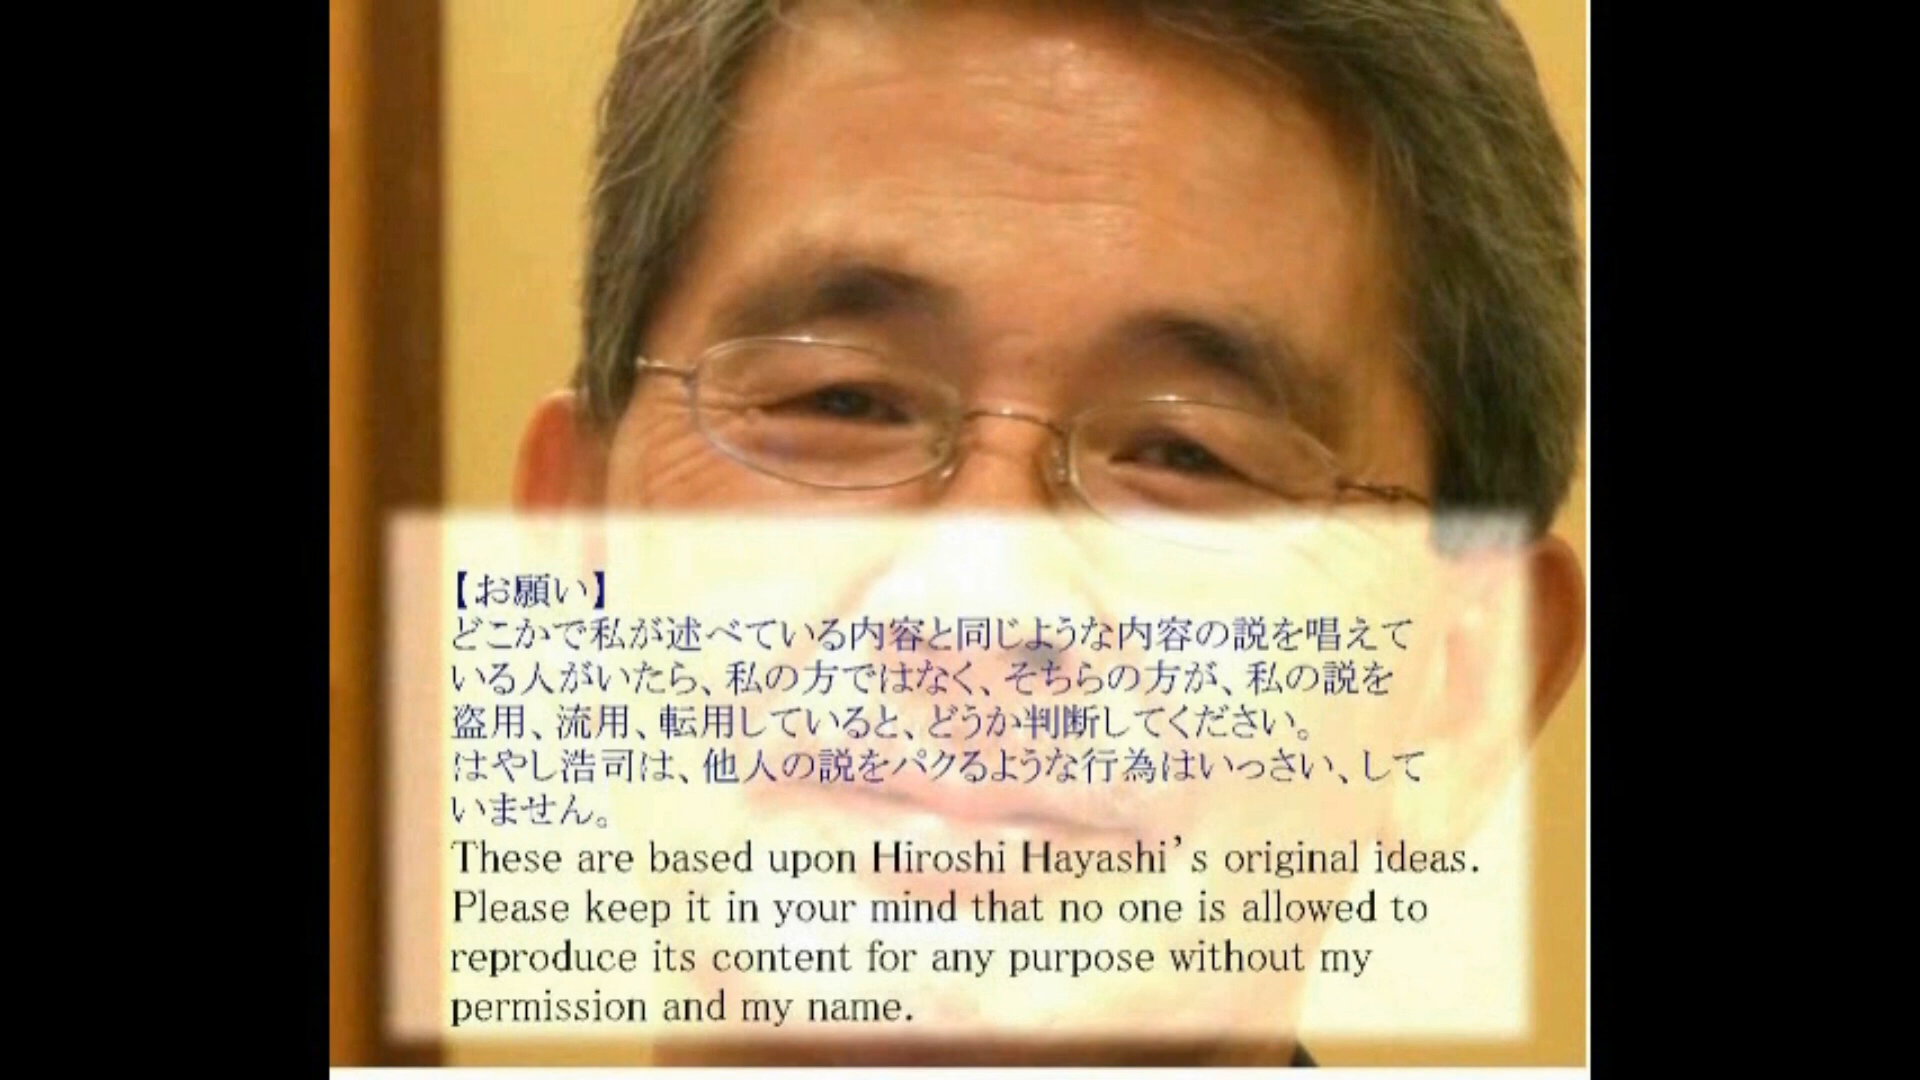 【お願い】
どこかで私が述べている内容と同じような内容の説を唱えて
いる人がいたら、私の方ではなく、そちらの方が、私の説を
盗用、流用、転用していると、どうか判断してください。
はやし浩司は、他人の説をパクるような行為はいっさい、して
いません。
These are based upon Hiroshi Hayashi’s original ideas.
Please keep it in your mind that no one is allowed to
reproduce its content for any purpose without my
permission and my name.